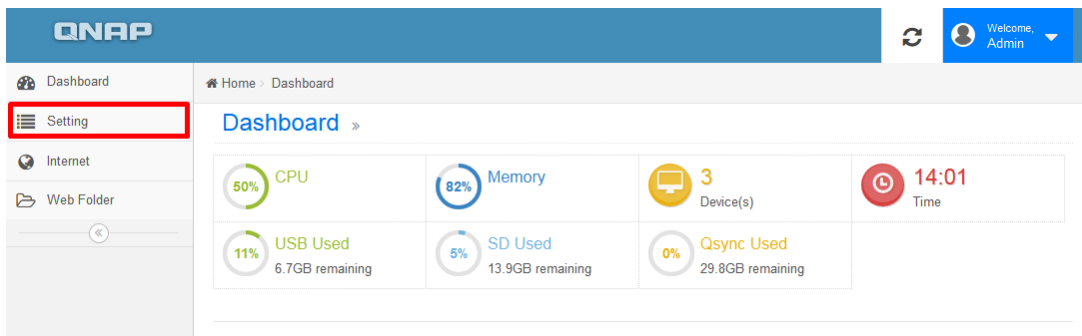 QNAP
Welcome,
Admin
Dashboard
Setting
Internet
Web Folder
Home > Dashboard
Dashboard »
50%
CPU
82%
Memory
3
Device(s)
14:01
Time
11%
USB Used
6.7GB remaining
5%
SD Used
13.9GB remaining
0%
Qsync Used
29.8GB remaining